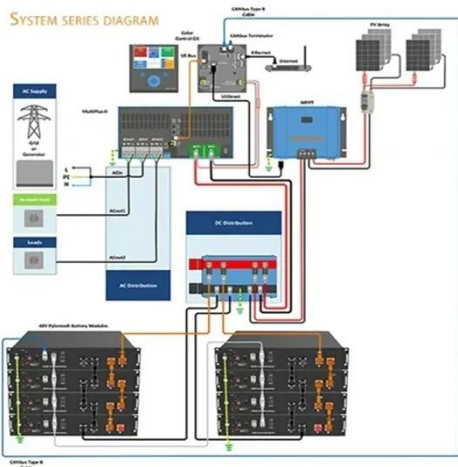 SYSTEM SERIES DIAGRAM
CANbus Type B
Cable
Color
Control GX
CANbus Terminator
PV Array
VE Bus
Ethernet
Internet
AC Supply
MultiPlus-II
VEDirect
MPPT
Grid
or
Generator
L
PE
N
ACin
ACout1
Loads
ACout2
DC Distribution
AC Distribution
48V Pylontech Battery Modules
CANbus Type B